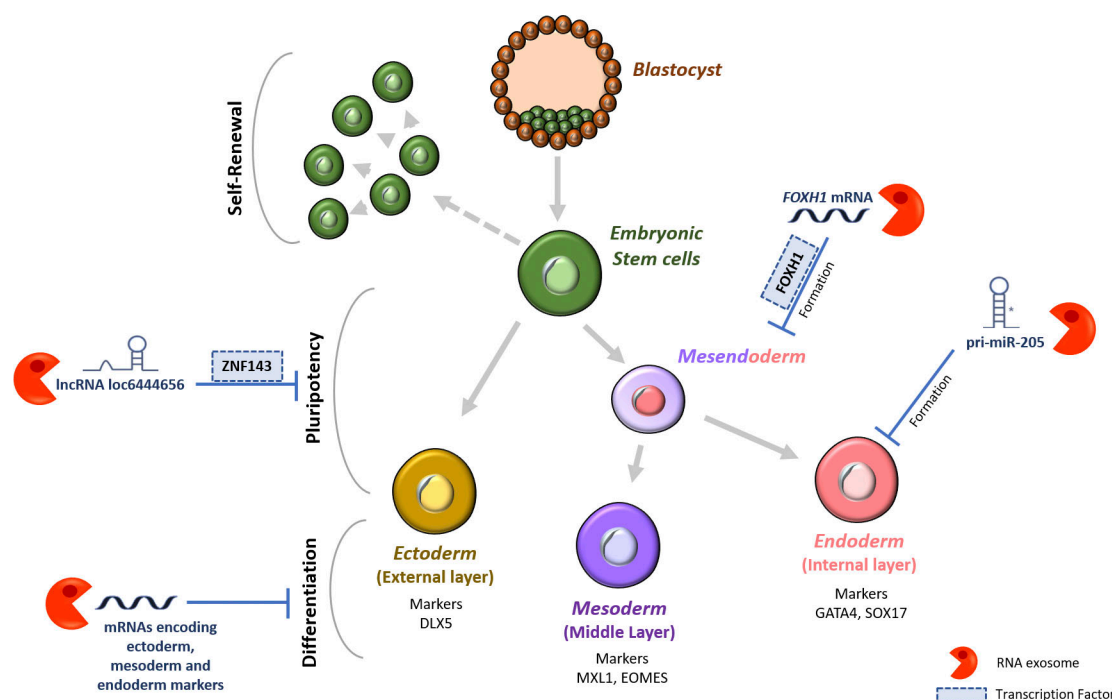 Blastocyst
Self-Renewal
Embryonic
Stem cells
FOXH1 mRNA
FOXH1
Formation
pri-miR-205
*
Formation
Mesendoderm
ZNF143
lncRNA loc6444656
Pluripotency
Ectoderm
(External layer)
Markers
DLX5
Mesoderm
(Middle Layer)
Markers
MXL1, EOMES
Endoderm
(Internal layer)
Markers
GATA4, SOX17
Differentiation
mRNAs encoding
ectoderm,
mesoderm and
endoderm markers
RNA exosome
Transcription Factor